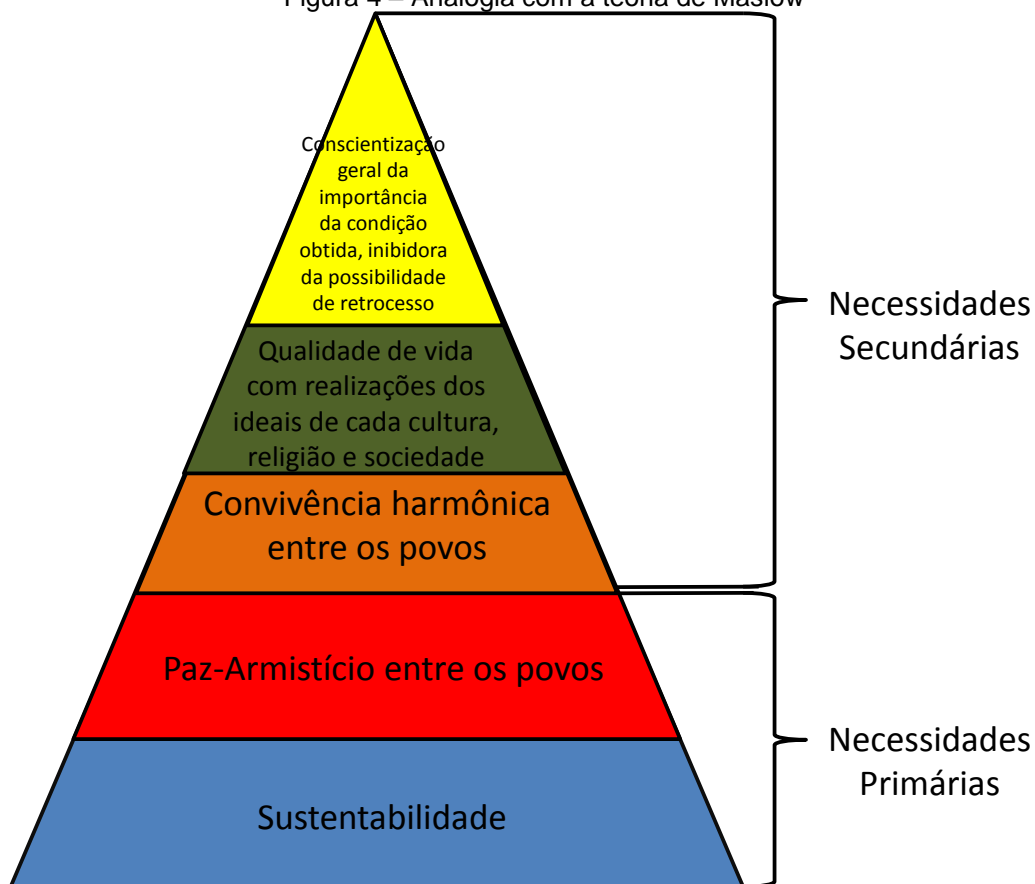 Figura 4 – Analogia com a teoria de Maslow
Conscientização
geral da
importância
da condição
obtida, inibidora
da possibilidade
de retrocesso
Qualidade de vida
com realizações dos
ideais de cada cultura,
religião e sociedade
Convivência harmônica
entre os povos
Necessidades
Secundárias
Paz-Armistício entre os povos
Sustentabilidade
Necessidades
Primárias